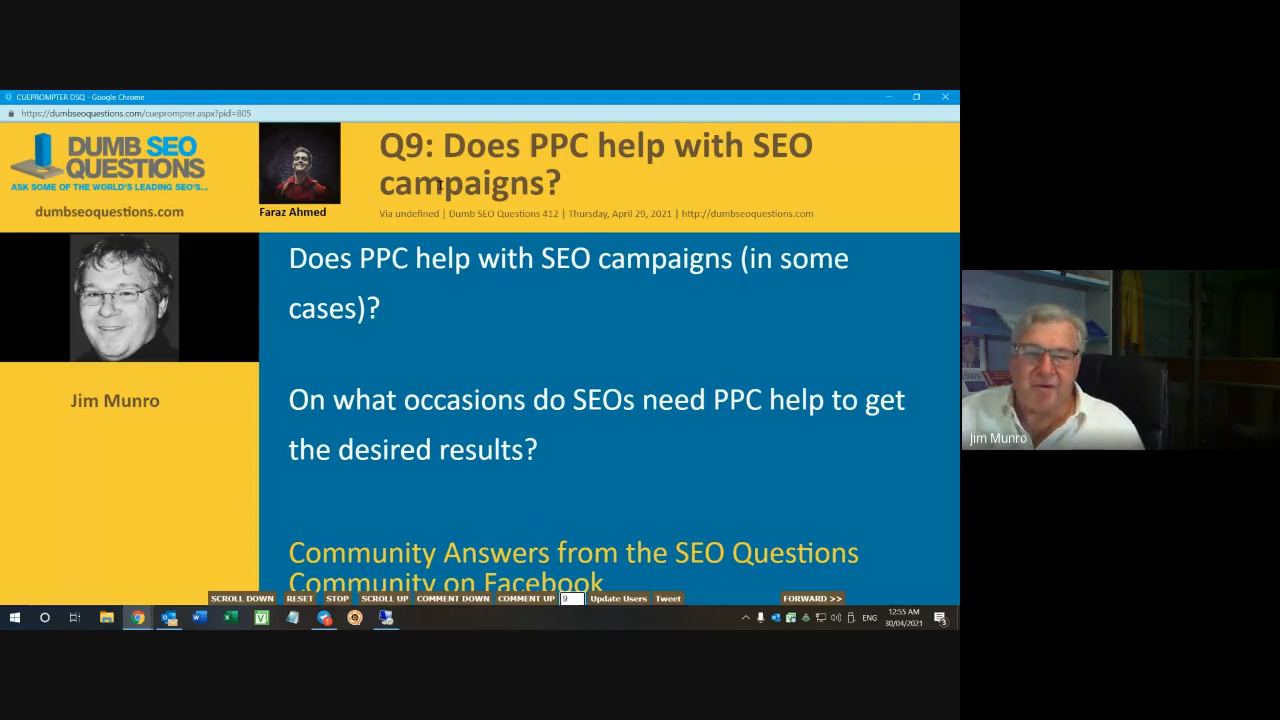 CUEPROMPTER DSQ - Google Chrome
https://dumbseoquestions.com/cueprompter.aspx?pid=805
DUMB SEO
QUESTIONS
ASK SOME OF THE WORLD'S LEADING SEO'S...
dumbseoquestions.com
Faraz Ahmed
Q9: Does PPC help with SEO
campaigns?
Via undefined | Dumb SEO Questions 412 | Thursday, April 29, 2021 | http://dumbseoquestions.com
Jim Munro
Does PPC help with SEO campaigns (in some
cases)?
On what occasions do SEOs need PPC help to get
the desired results?
Community Answers from the SEO Questions
Community on Facebook
Jim Munro
SCROLL DOWN RESET STOP SCROLL UP COMMENT DOWN COMMENT UP 9 Update Users Tweet FORWARD >>
ENG
12:55 AM
30/04/2021
3